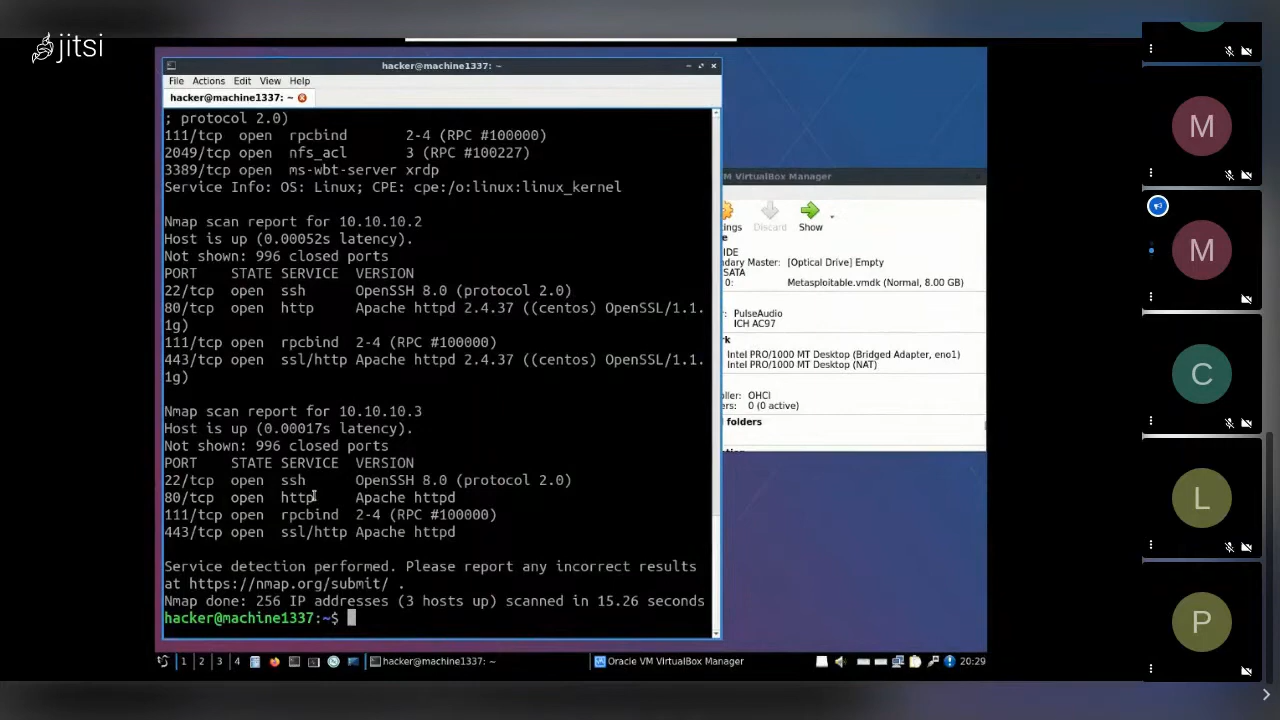 jitsi
hacker@machine1337: ~
File Actions Edit View Help
hacker@machine1337: ~
; protocol 2.0)
111/tcp open rpcbind 2-4 (RPC #100000)
2049/tcp open nfs_acl 3 (RPC #100227)
3389/tcp open ms-wbt-server xrdp
Service Info: OS: Linux; CPE: cpe:/o:linux:linux_kernel
Nmap scan report for 10.10.10.2
Host is up (0.00052s latency).
Not shown: 996 closed ports
PORT STATE SERVICE VERSION
22/tcp open ssh OpenSSH 8.0 (protocol 2.0)
80/tcp open http Apache httpd 2.4.37 ((centos) OpenSSL/1.1.
1g)
111/tcp open rpcbind 2-4 (RPC #100000)
443/tcp open ssl/http Apache httpd 2.4.37 ((centos) OpenSSL/1.1.
1g)
Nmap scan report for 10.10.10.3
Host is up (0.00017s latency).
Not shown: 996 closed ports
PORT STATE SERVICE VERSION
22/tcp open ssh OpenSSH 8.0 (protocol 2.0)
80/tcp open http Apache httpd
111/tcp open rpcbind 2-4 (RPC #100000)
443/tcp open ssl/http Apache httpd
Service detection performed. Please report any incorrect results
at https://nmap.org/submit/ .
Nmap done: 256 IP addresses (3 hosts up) scanned in 15.26 seconds
hacker@machine1337:~$
VM VirtualBox Manager
ngs Discard Show
IDE
ndary Master: [Optical Drive] Empty
SATA
0: Metasploitable.vmdk (Normal, 8.00 GB)
r: PulseAudio
ICH AC97
rk
Intel PRO/1000 MT Desktop (Bridged Adapter, eno1)
Intel PRO/1000 MT Desktop (NAT)
ller: OHCI
ers: 0 (0 active)
folders
1 2 3 4 hacker@machine1337: ~ Oracle VM VirtualBox Manager 20:29
M
M
C
L
P